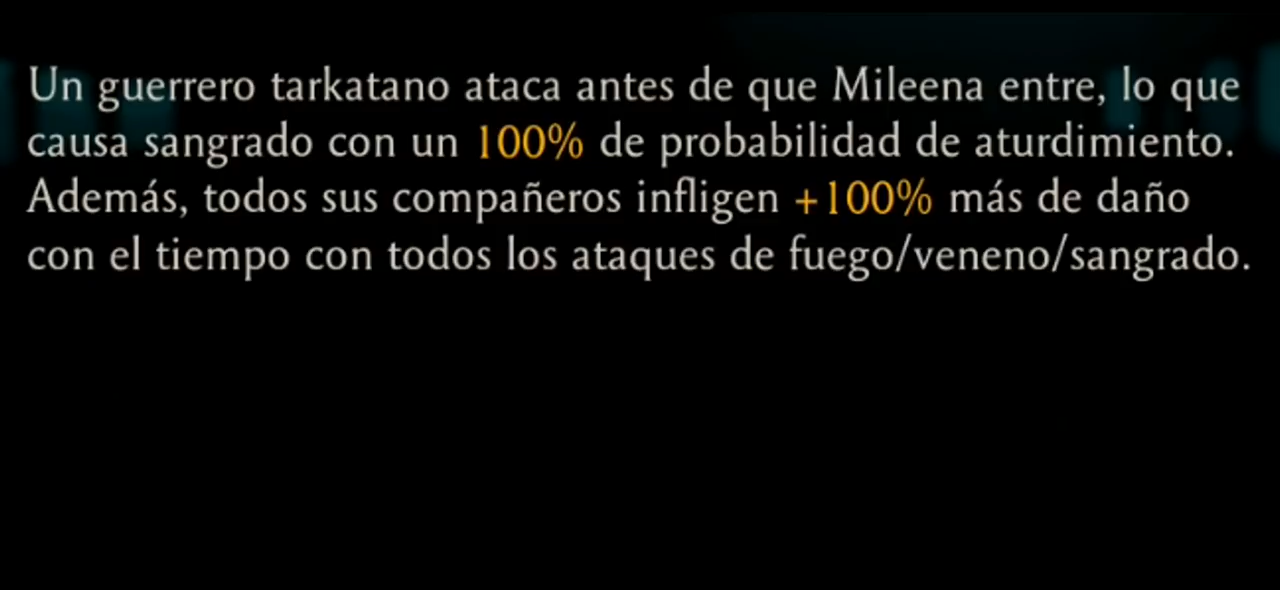 Un guerrero tarkatano ataca antes de que Mileena entre, lo que
causa sangrado con un 100% de probabilidad de aturdimiento.
Además, todos sus compañeros infligen +100% más de daño
con el tiempo con todos los ataques de fuego/veneno/sangrado.